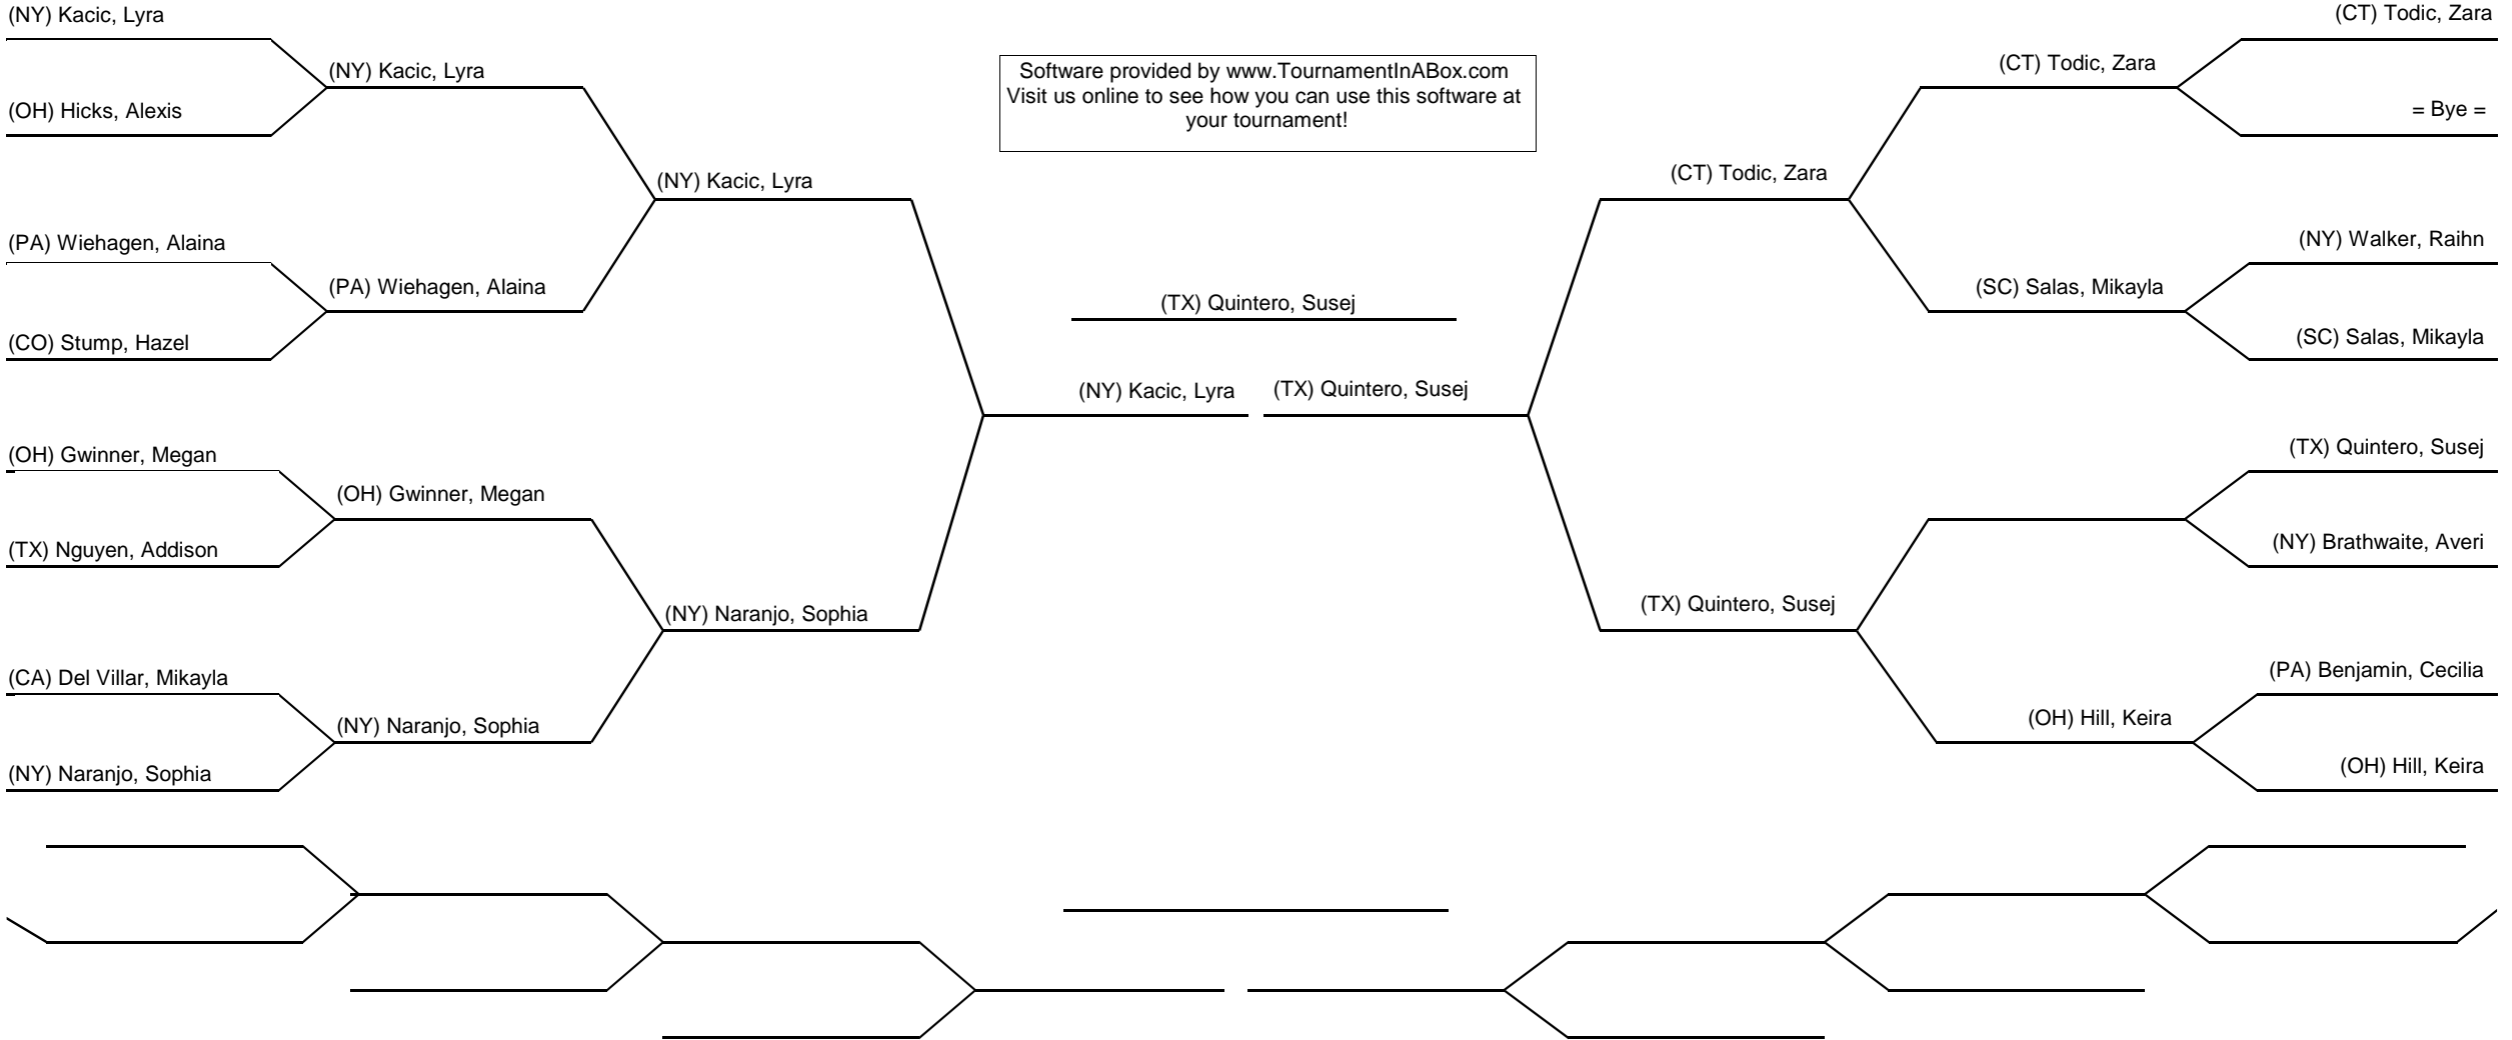 (NY) Kacic, Lyra
(OH) Hicks, Alexis
(PA) Wiehagen, Alaina
(CO) Stump, Hazel
(OH) Gwinner, Megan
(TX) Nguyen, Addison
(CA) Del Villar, Mikayla
(NY) Naranjo, Sophia
(NY) Kacic, Lyra
(PA) Wiehagen, Alaina
(OH) Gwinner, Megan
(NY) Naranjo, Sophia
(NY) Kacic, Lyra
(NY) Naranjo, Sophia
Software provided by www.TournamentInABox.com
Visit us online to see how you can use this software at
your tournament!
(TX) Quintero, Susej
(NY) Kacic, Lyra
(TX) Quintero, Susej
(CT) Todic, Zara
(TX) Quintero, Susej
(CT) Todic, Zara
(SC) Salas, Mikayla
(OH) Hill, Keira
(CT) Todic, Zara
= Bye =
(NY) Walker, Raihn
(SC) Salas, Mikayla
(TX) Quintero, Susej
(NY) Brathwaite, Averi
(PA) Benjamin, Cecilia
(OH) Hill, Keira